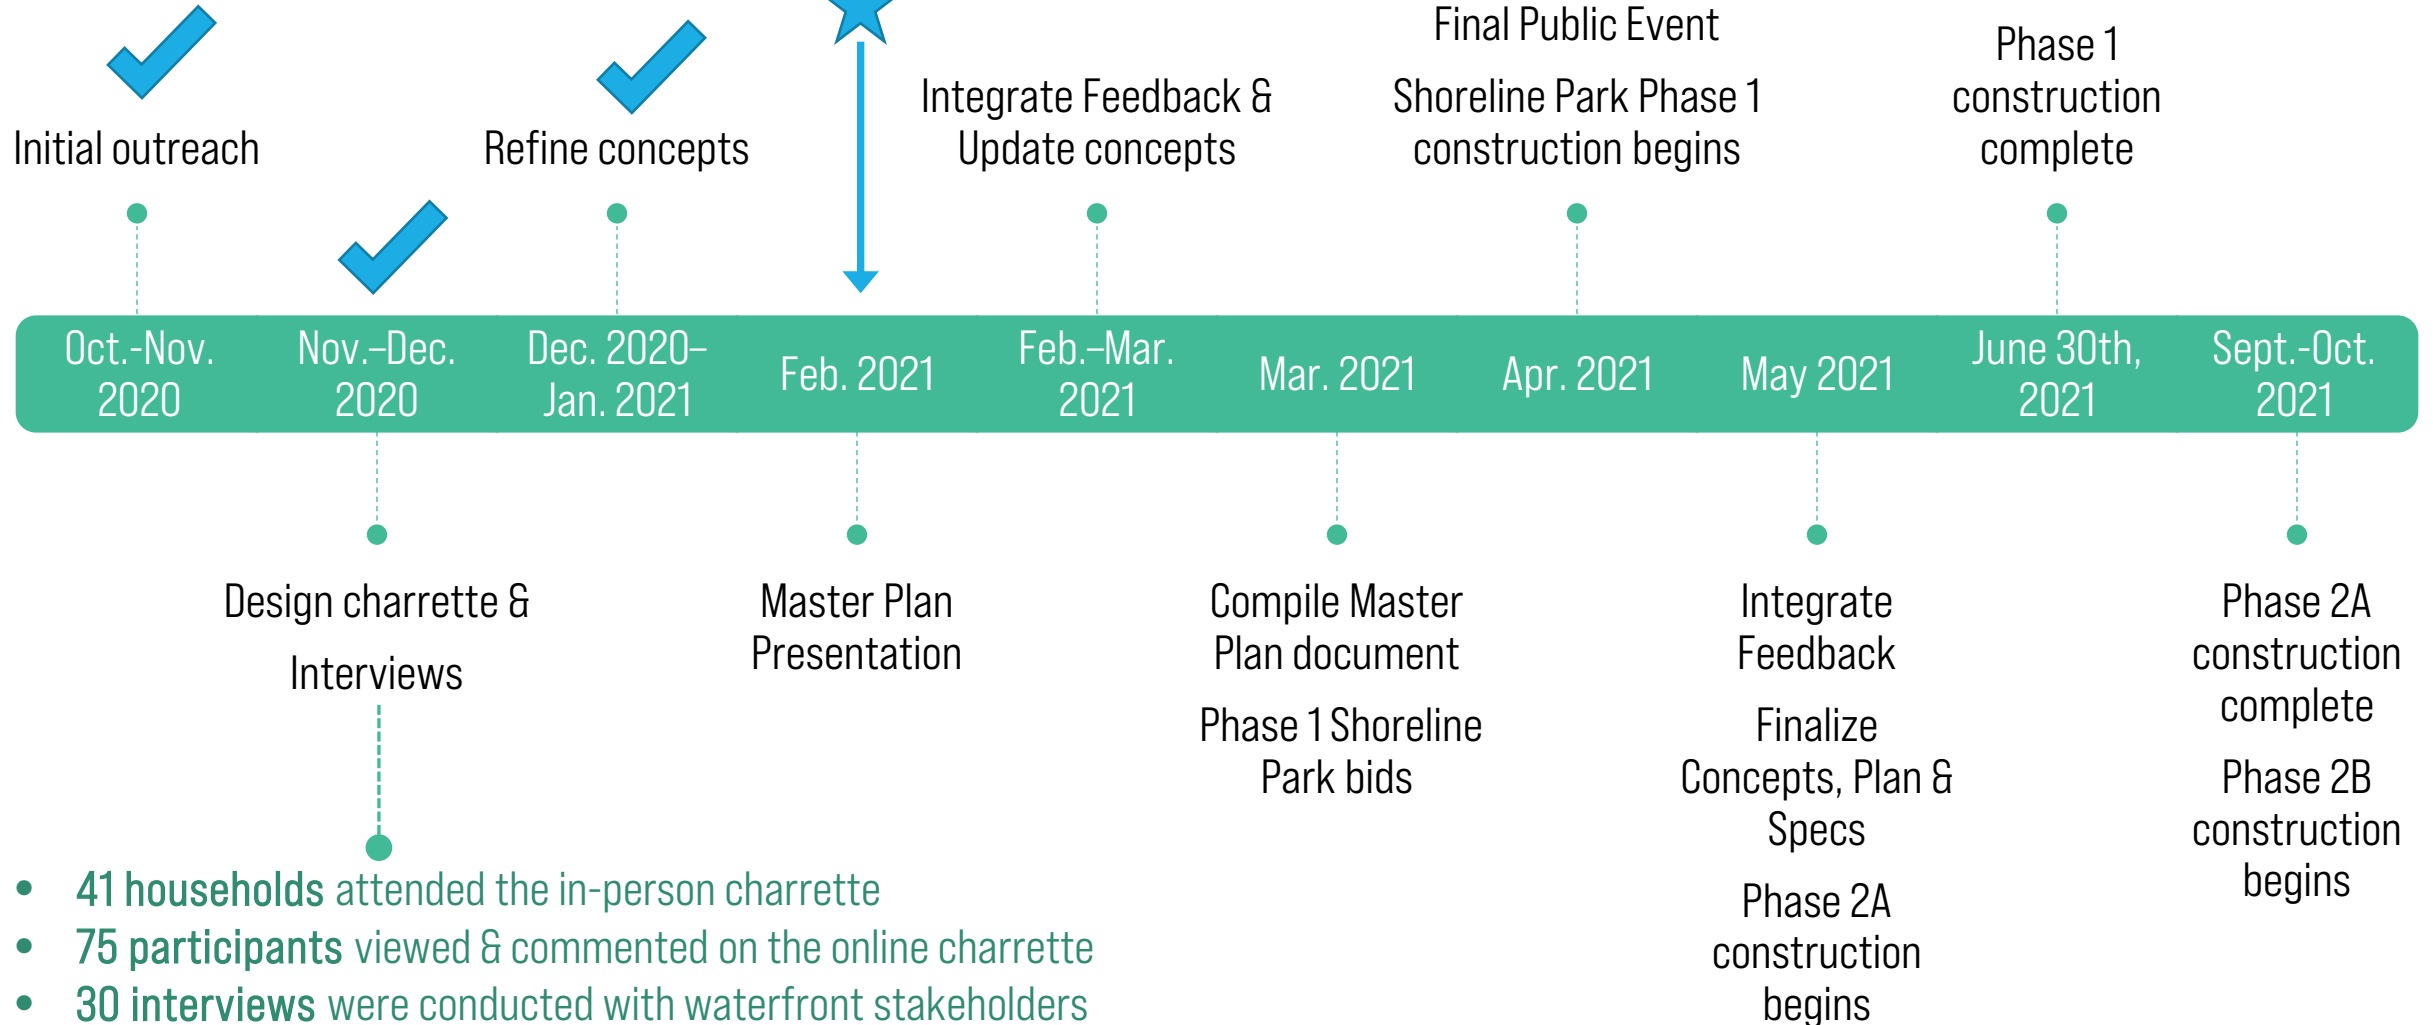 Initial outreach
Refine concepts
Integrate Feedback &
Update concepts
Final Public Event
Shoreline Park Phase 1
construction begins
Phase 1
construction
complete
Oct.-Nov.
2020
Nov.–Dec.
2020
Dec. 2020–
Jan. 2021
Feb. 2021
Feb.–Mar.
2021
Mar. 2021
Apr. 2021
May 2021
June 30th,
2021
Sept.-Oct.
2021
Design charrette &
Interviews
Master Plan
Presentation
Compile Master
Plan document
Phase 1 Shoreline
Park bids
Integrate
Feedback
Finalize
Concepts, Plan &
Specs
Phase 2A
construction
begins
Phase 2A
construction
complete
Phase 2B
construction
begins
• 41 households attended the in-person charrette
• 75 participants viewed & commented on the online charrette
• 30 interviews were conducted with waterfront stakeholders